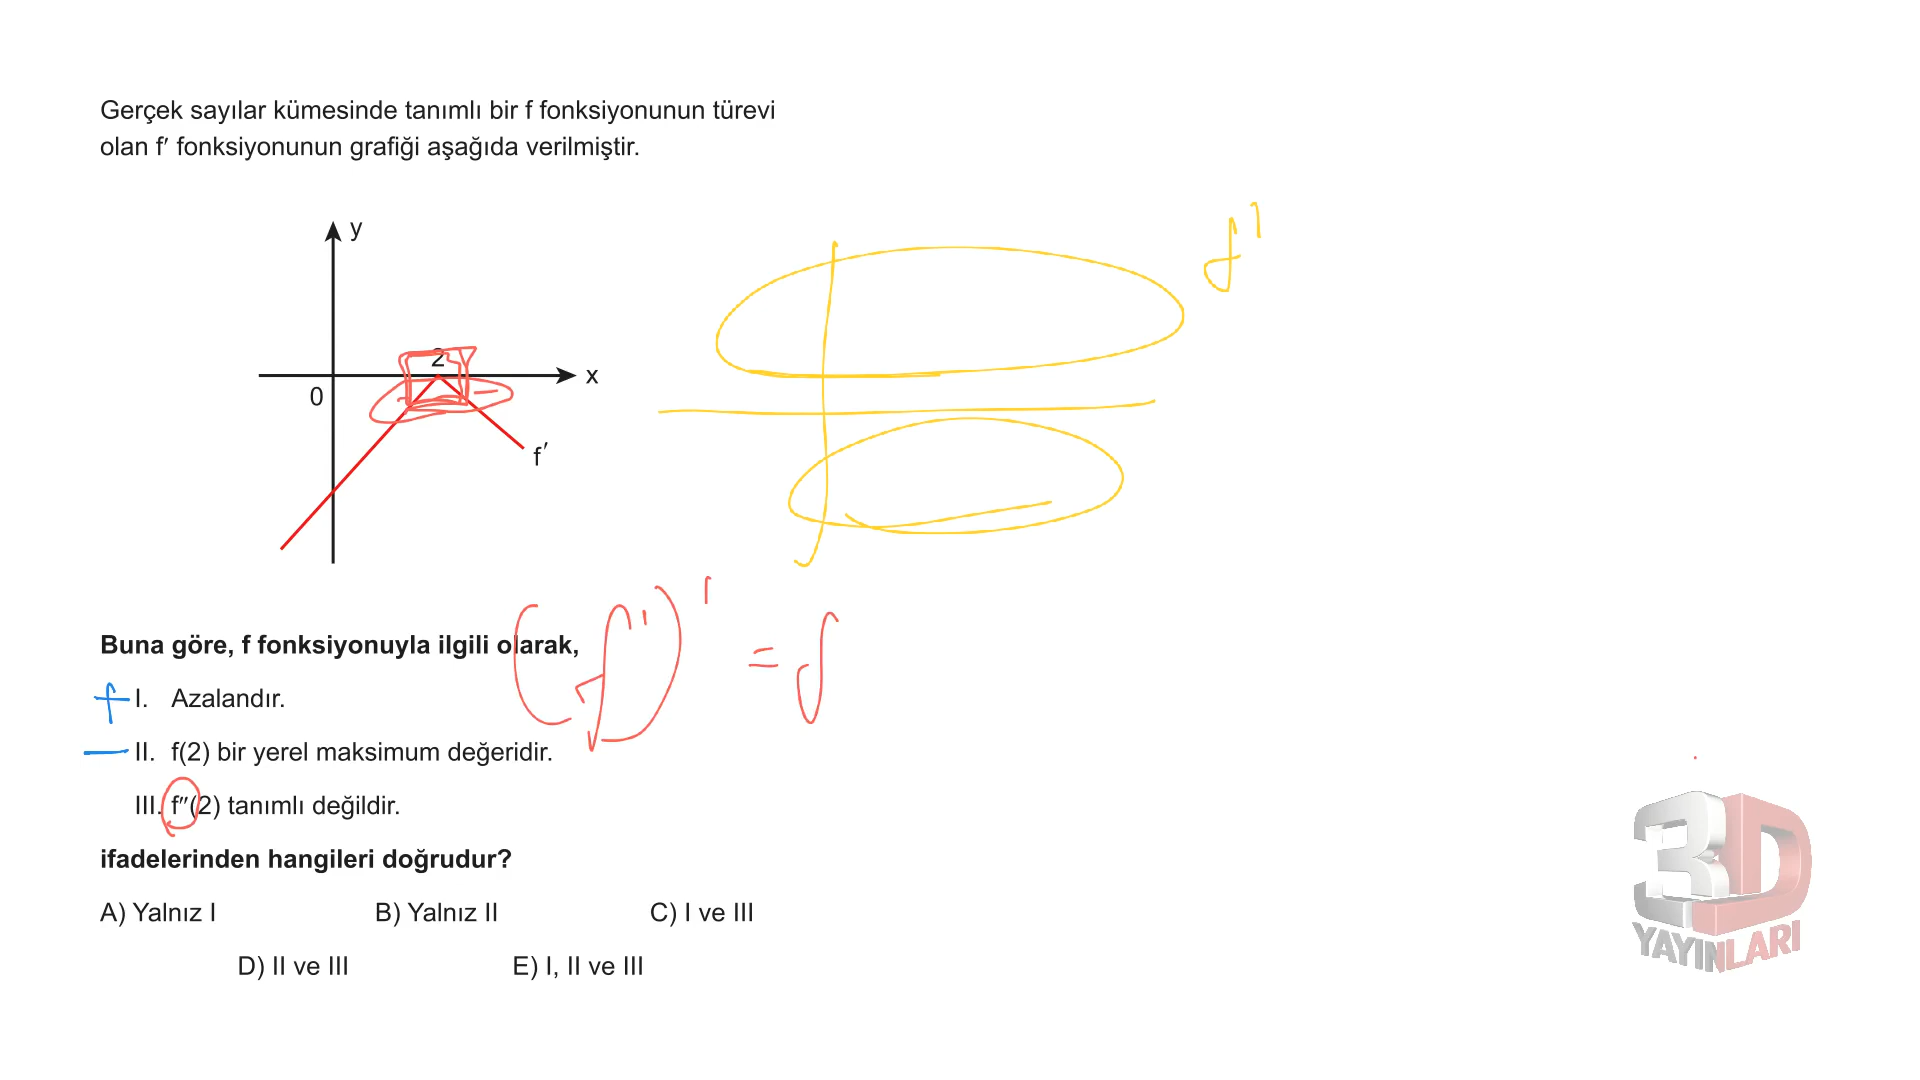 Gerçek sayılar kümesinde tanımlı bir f fonksiyonunun türevi
olan f′ fonksiyonunun grafiği aşağıda verilmiştir.
y
f'
2
x
0
f′
(f')' = f
Buna göre, f fonksiyonuyla ilgili olarak,
+ I. Azalandır.
– II. f(2) bir yerel maksimum değeridir.
III. f″(2) tanımlı değildir.
ifadelerinden hangileri doğrudur?
A) Yalnız I B) Yalnız II C) I ve III
D) II ve III E) I, II ve III
3D
YAYINLARI